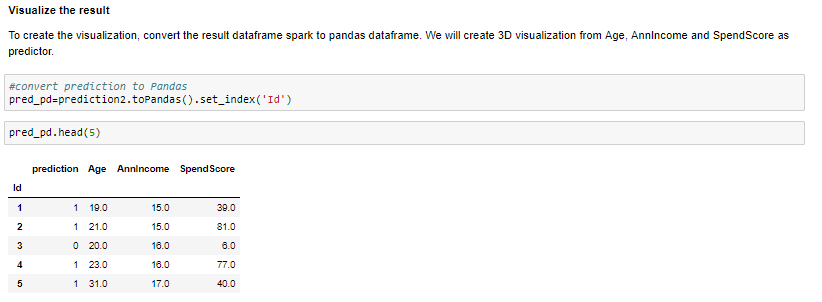 Visualize the result
To create the visualization, convert the result dataframe spark to pandas dataframe. We will create 3D visualization from Age, AnnIncome and SpendScore as
predictor.
#convert prediction to Pandas
pred_pd=prediction2.toPandas().set_index('Id')
pred_pd.head(5)
prediction Age AnnIncome SpendScore
Id
1 1 19.0 15.0 39.0
2 1 21.0 15.0 81.0
3 0 20.0 16.0 6.0
4 1 23.0 16.0 77.0
5 1 31.0 17.0 40.0